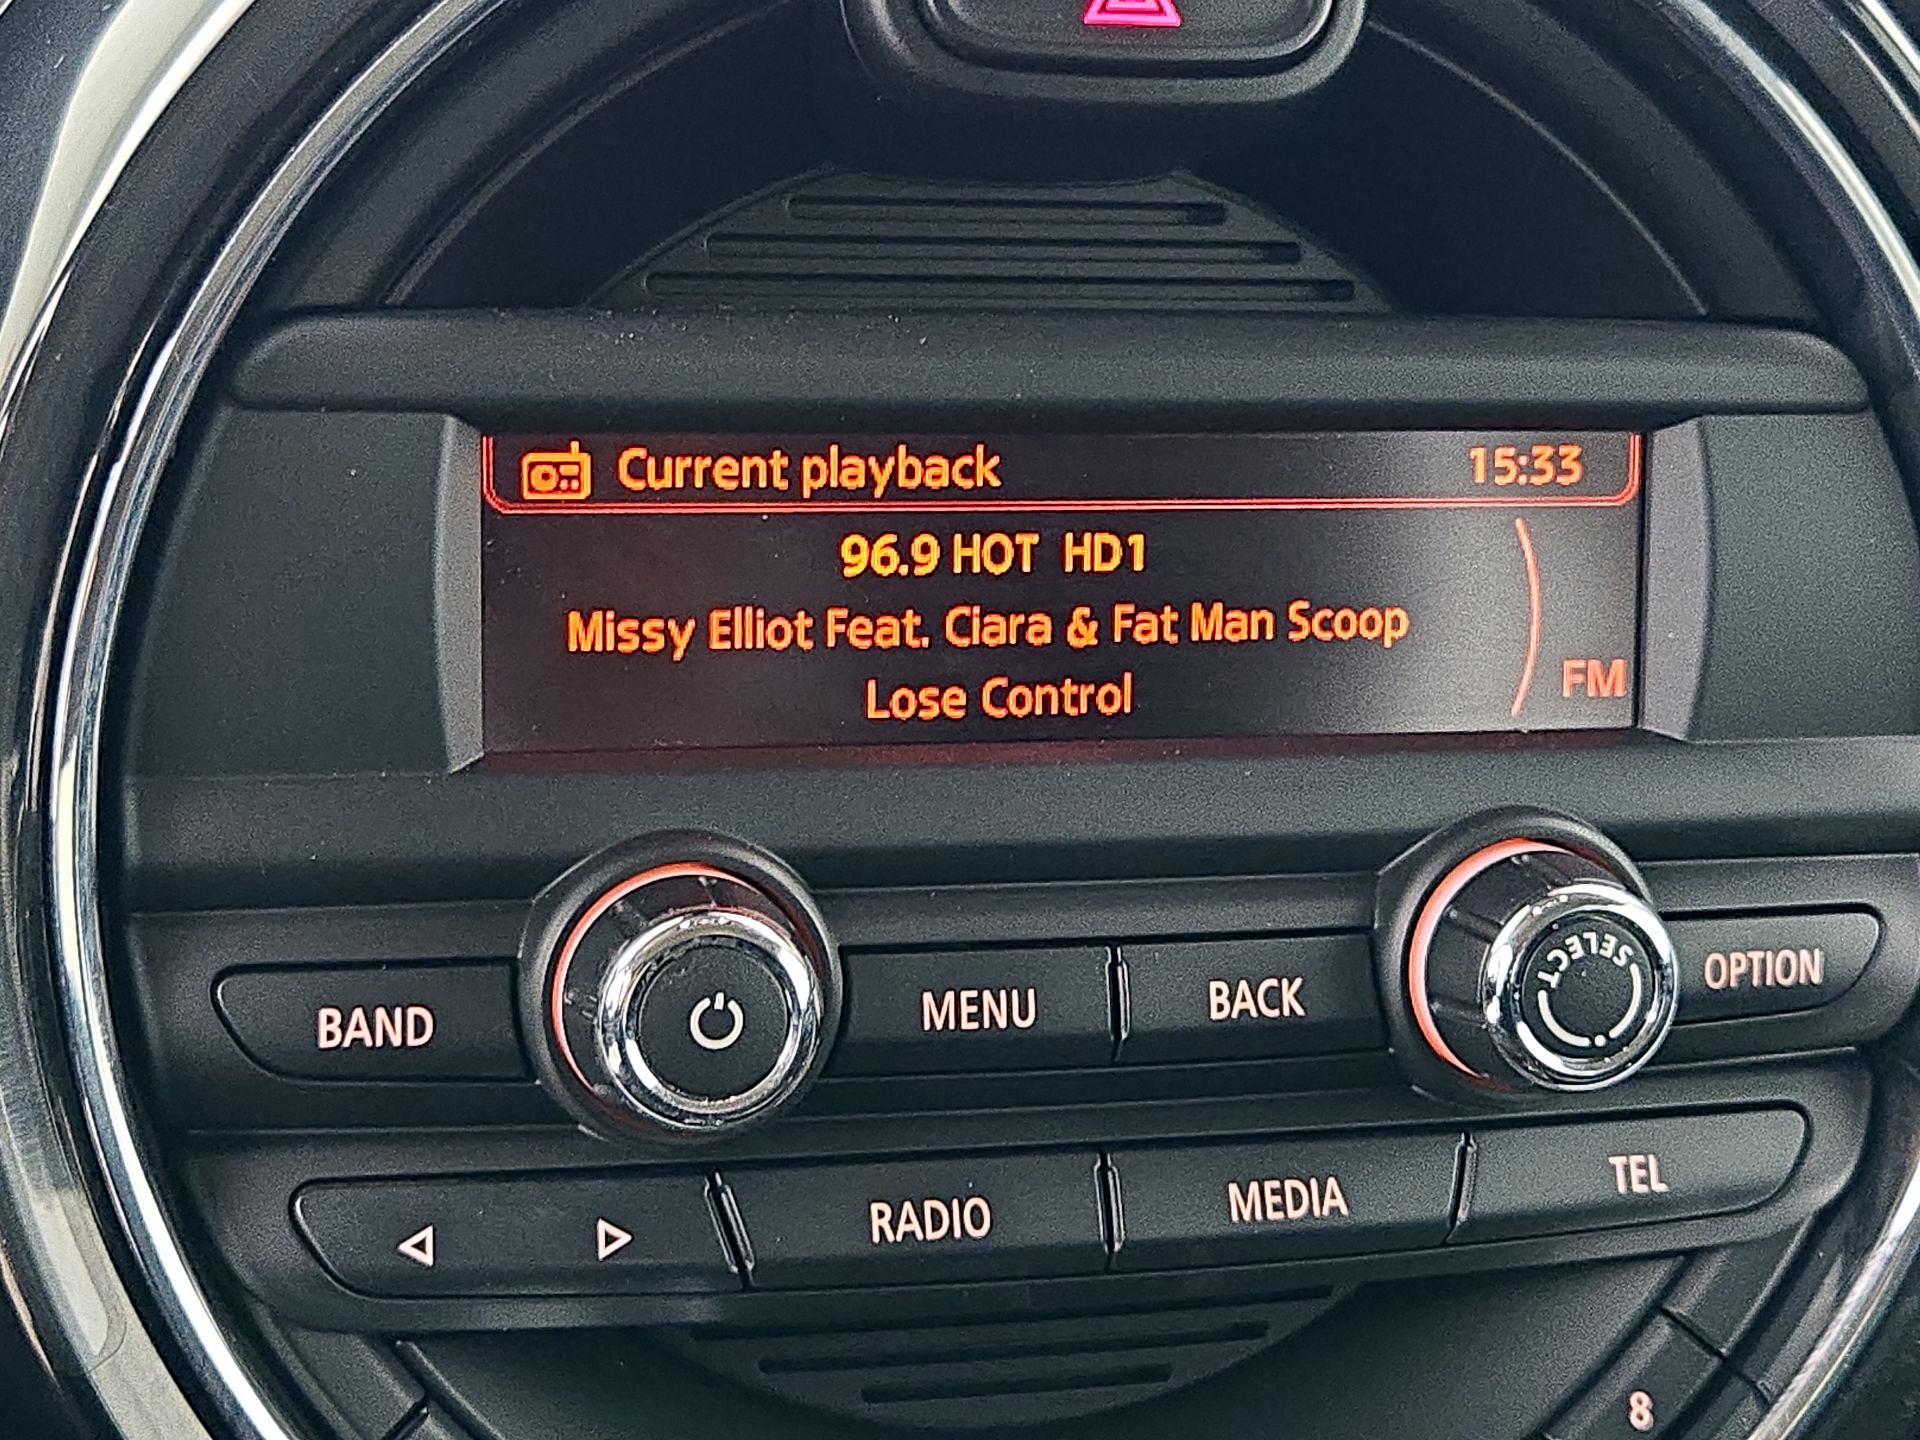 Current playback 15:33
96.9 HOT HD1
Missy Elliot Feat. Ciara & Fat Man Scoop
Lose Control
FM
BAND MENU BACK SELECT OPTION
RADIO MEDIA TEL
8